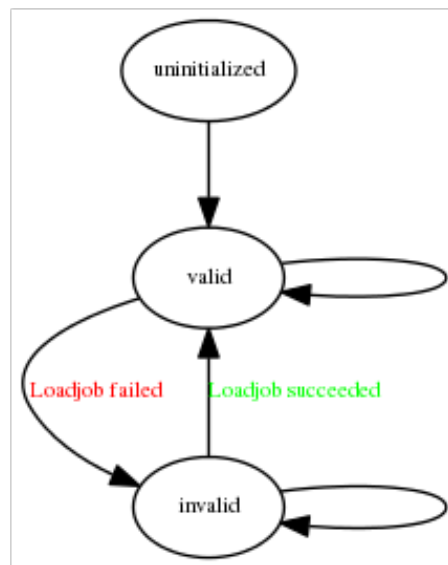 uninitialized
valid
Loadjob failed
Loadjob succeeded
invalid